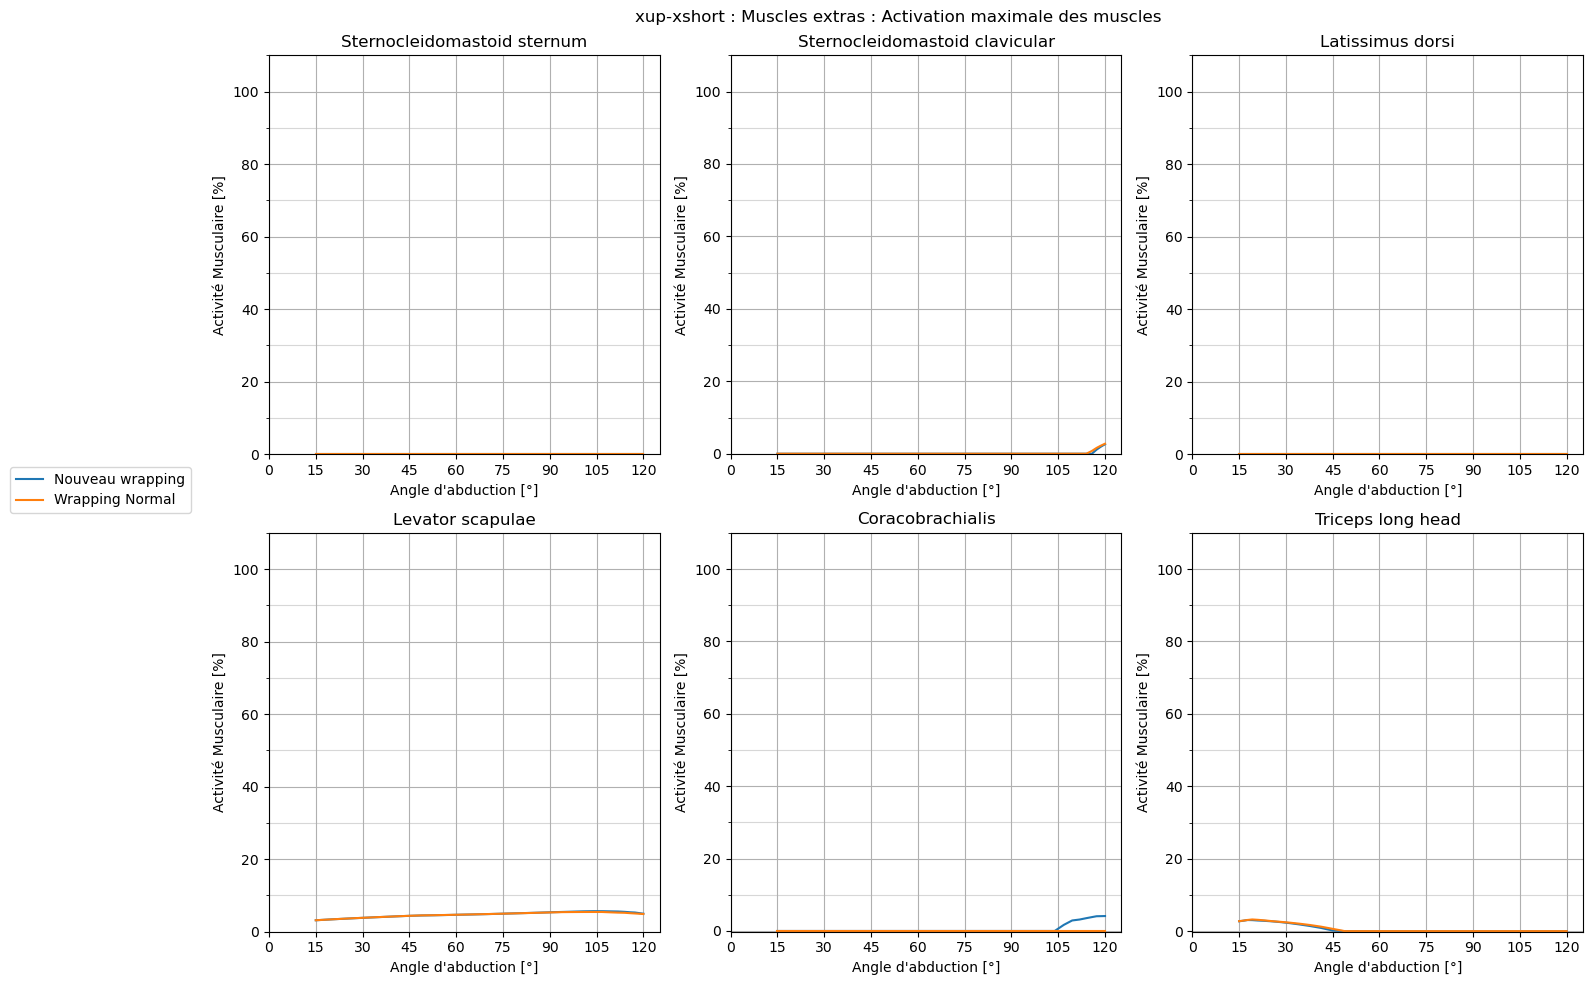 xup-xshort : Muscles extras : Activation maximale des muscles
Sternocleidomastoid sternum
Activité Musculaire [%]
100
80
60
40
20
0
0 15 30 45 60 75 90 105 120
Angle d'abduction [°]
Sternocleidomastoid clavicular
Activité Musculaire [%]
100
80
60
40
20
0
0 15 30 45 60 75 90 105 120
Angle d'abduction [°]
Latissimus dorsi
Activité Musculaire [%]
100
80
60
40
20
0
0 15 30 45 60 75 90 105 120
Angle d'abduction [°]
Nouveau wrapping
Wrapping Normal
Levator scapulae
Activité Musculaire [%]
100
80
60
40
20
0
0 15 30 45 60 75 90 105 120
Angle d'abduction [°]
Coracobrachialis
Activité Musculaire [%]
100
80
60
40
20
0
0 15 30 45 60 75 90 105 120
Angle d'abduction [°]
Triceps long head
Activité Musculaire [%]
100
80
60
40
20
0
0 15 30 45 60 75 90 105 120
Angle d'abduction [°]